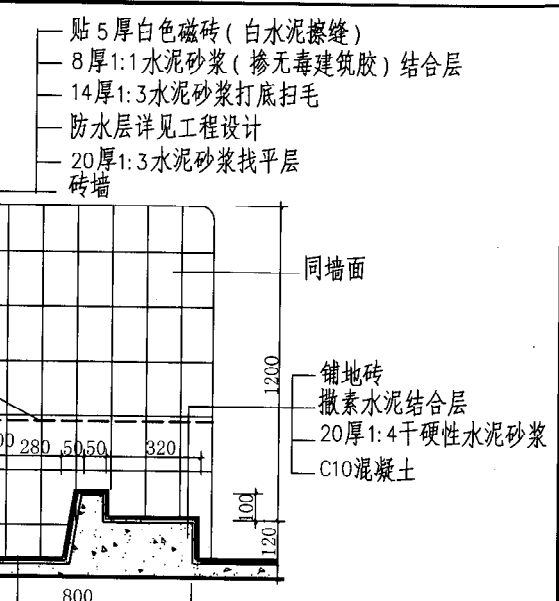 贴5厚白色磁砖(白水泥擦缝)
8厚1:1水泥砂浆(掺无毒建筑胶)结合层
14厚1:3水泥砂浆打底扫毛
防水层详见工程设计
20厚1:3水泥砂浆找平层
砖墙
同墙面
1200
铺地砖
撒素水泥结合层
20厚1:4干硬性水泥砂浆
C10混凝土
280 50 50 320
100
120
800